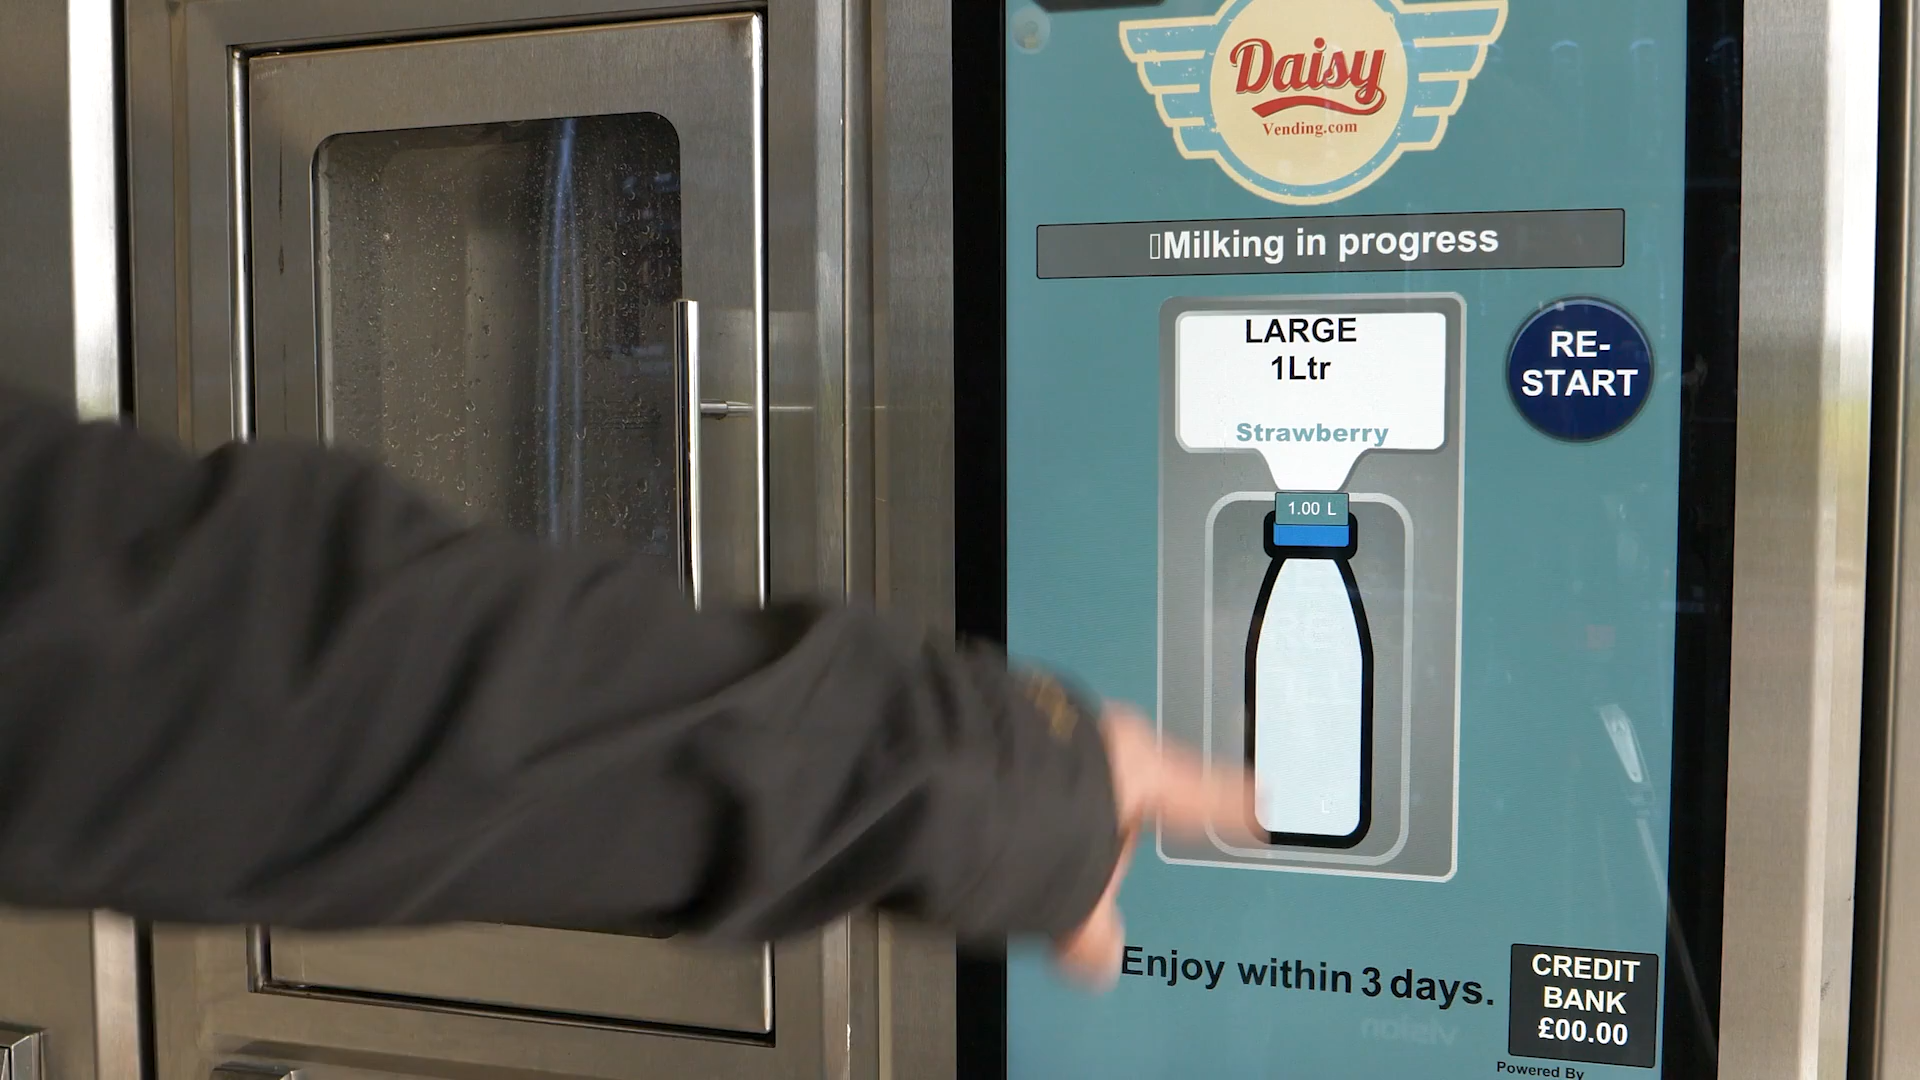 Daisy
Vending.com
Milking in progress
LARGE
1Ltr
Strawberry
RE-
START
1.00 L
Enjoy within 3 days.
CREDIT
BANK
£00.00
Powered By